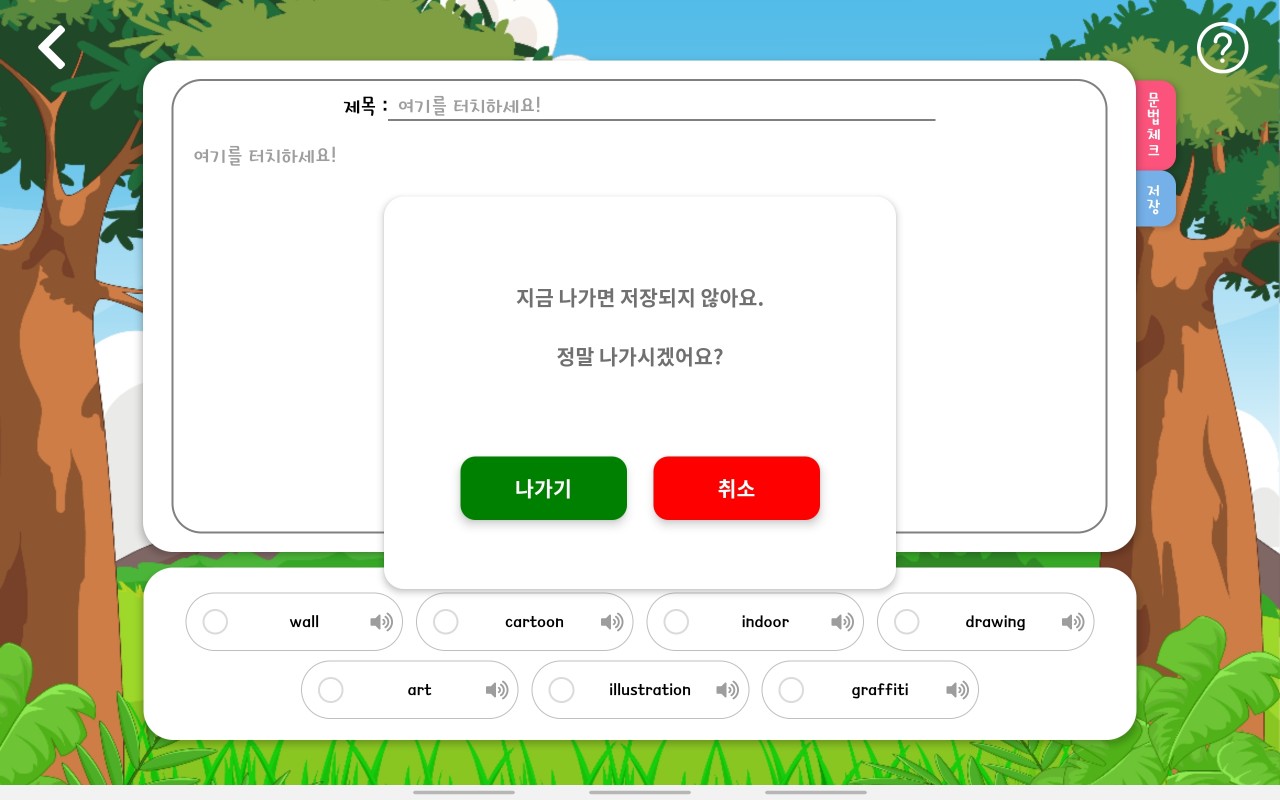 ?
제목 : 여기를 터치하세요!
여기를 터치하세요!
문법체크
저장
지금 나가면 저장되지 않아요.
정말 나가시겠어요?
나가기 취소
wall cartoon indoor drawing
art illustration graffiti